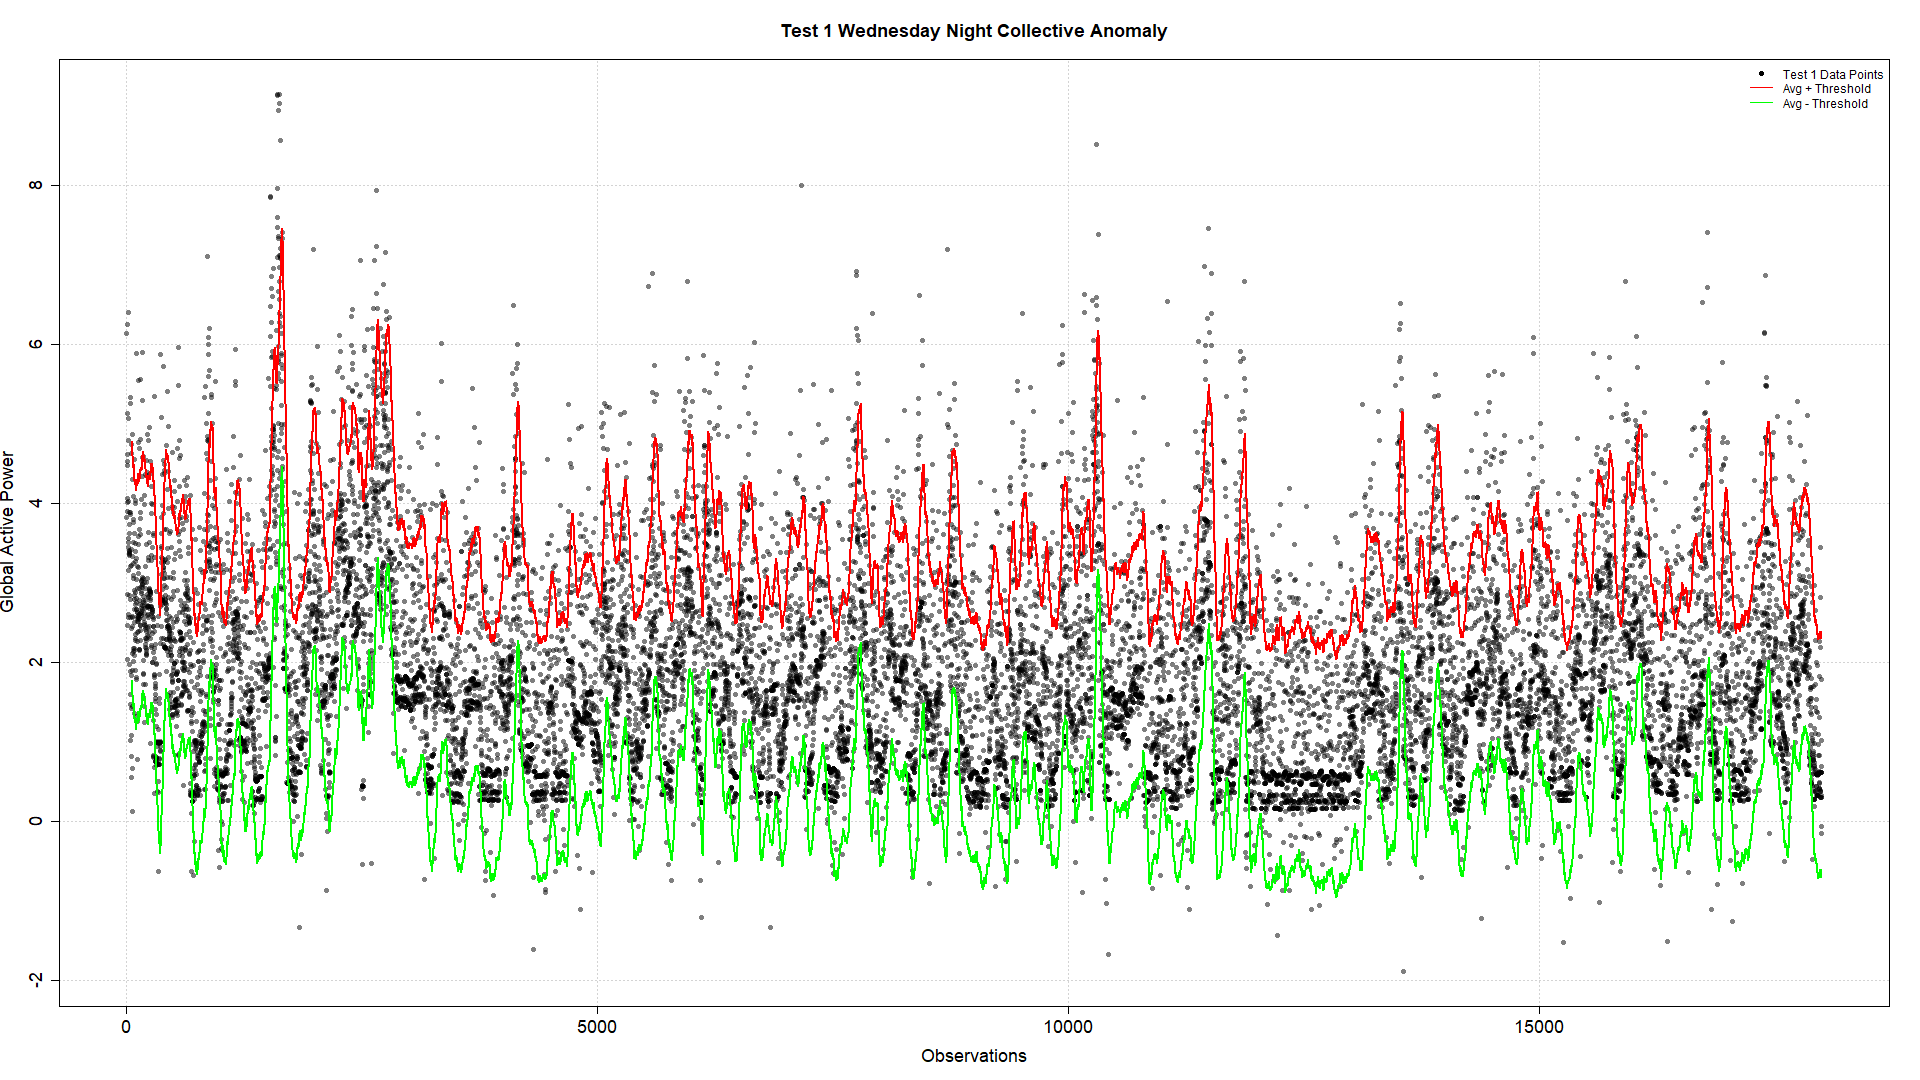 Test 1 Wednesday Night Collective Anomaly
Test 1 Data Points
Avg + Threshold
Avg - Threshold
Global Active Power
8
6
4
2
0
-2
0
5000
10000
15000
Observations